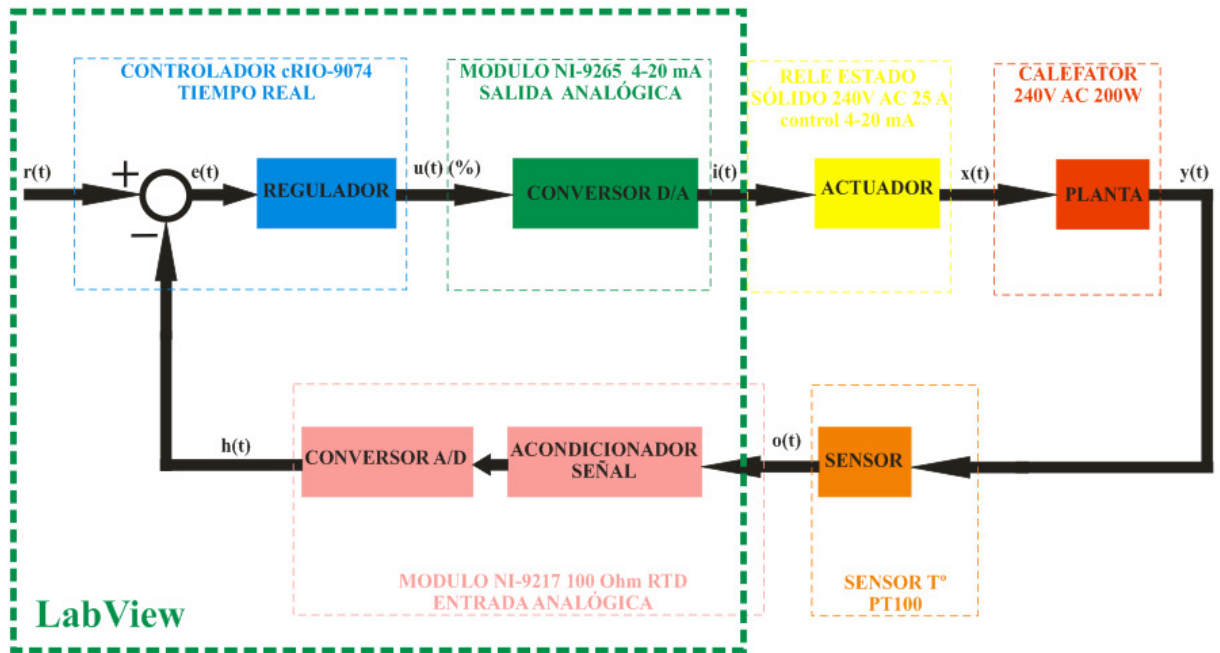 CONTROLADOR cRIO-9074
TIEMPO REAL
MODULO NI-9265 4-20 mA
SALIDA ANALÓGICA
RELE ESTADO
SÓLIDO 240V AC 25 A
control 4-20 mA
CALEFATOR
240V AC 200W
r(t)
+
e(t)
REGULADOR
u(t) (%)
CONVERSOR D/A
i(t)
ACTUADOR
x(t)
PLANTA
y(t)
−
h(t)
CONVERSOR A/D
ACONDICIONADOR
SEÑAL
o(t)
SENSOR
MODULO NI-9217 100 Ohm RTD
ENTRADA ANALÓGICA
SENSOR Tº
PT100
LabView